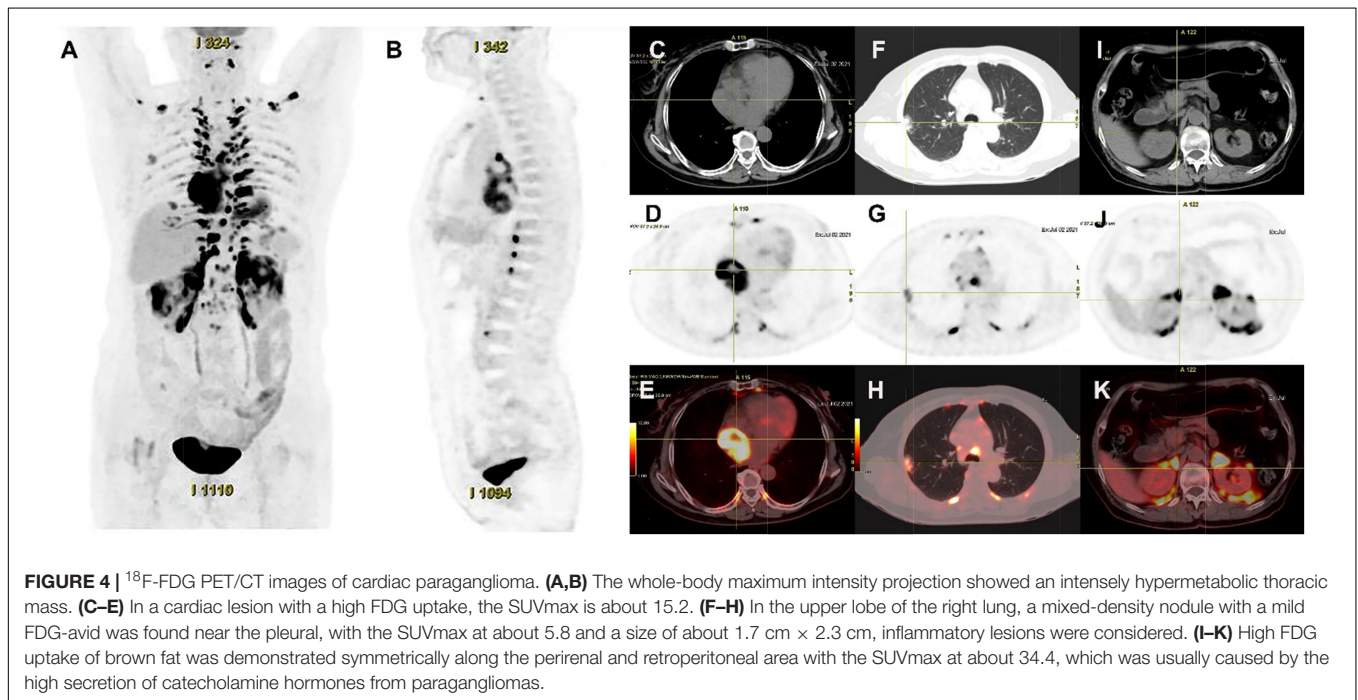 A
I 324
B
I 342
C
A 115
F
I
A 122
D
A 115
G
J
E
A 115
H
K
A 122
I 1110
I 1094
FIGURE 4 | ¹⁸F-FDG PET/CT images of cardiac paraganglioma. (A,B) The whole-body maximum intensity projection showed an intensely hypermetabolic thoracic
mass. (C–E) In a cardiac lesion with a high FDG uptake, the SUVmax is about 15.2. (F–H) In the upper lobe of the right lung, a mixed-density nodule with a mild
FDG-avid was found near the pleural, with the SUVmax at about 5.8 and a size of about 1.7 cm × 2.3 cm, inflammatory lesions were considered. (I–K) High FDG
uptake of brown fat was demonstrated symmetrically along the perirenal and retroperitoneal area with the SUVmax at about 34.4, which was usually caused by the
high secretion of catecholamine hormones from paragangliomas.